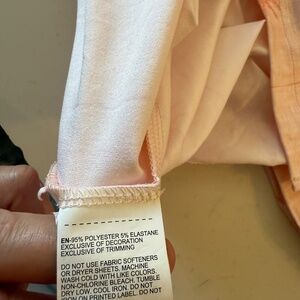 EN-95% POLYESTER 5% ELASTANE
EXCLUSIVE OF DECORATION
EXCLUSIVE OF TRIMMING
DO NOT USE FABRIC SOFTENERS
OR DRYER SHEETS. MACHINE
WASH COLD WITH LIKE COLORS.
NON-CHLORINE BLEACH. TUMBLE
DRY LOW. COOL IRON. DO NOT
IRON ON PRINTED LABEL. DO NOT